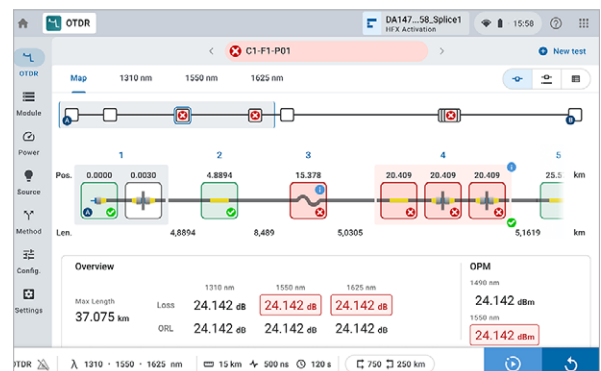 OTDR
DA147...58_Splice1
HFX Activation
15:58
C1-F1-P01
New test
OTDR
Map
1310 nm
1550 nm
1625 nm
Module
A
B
Power
1
2
3
4
5
Pos.
0.0000
0.0030
4.8894
15.378
20.409
20.409
20.409
25.5
km
Source
A
Method
Len.
4,8894
8,489
5,0305
5,1619
km
Config.
Overview
OPM
1310 nm
1550 nm
1625 nm
1490 nm
Settings
Max Length
37.075 km
Loss
24.142 dB
24.142 dB
24.142 dB
24.142 dBm
1550 nm
ORL
24.142 dB
24.142 dB
24.142 dB
24.142 dBm
OTDR
λ 1310 · 1550 · 1625 nm
15 km
500 ns
120 s
750
250 km